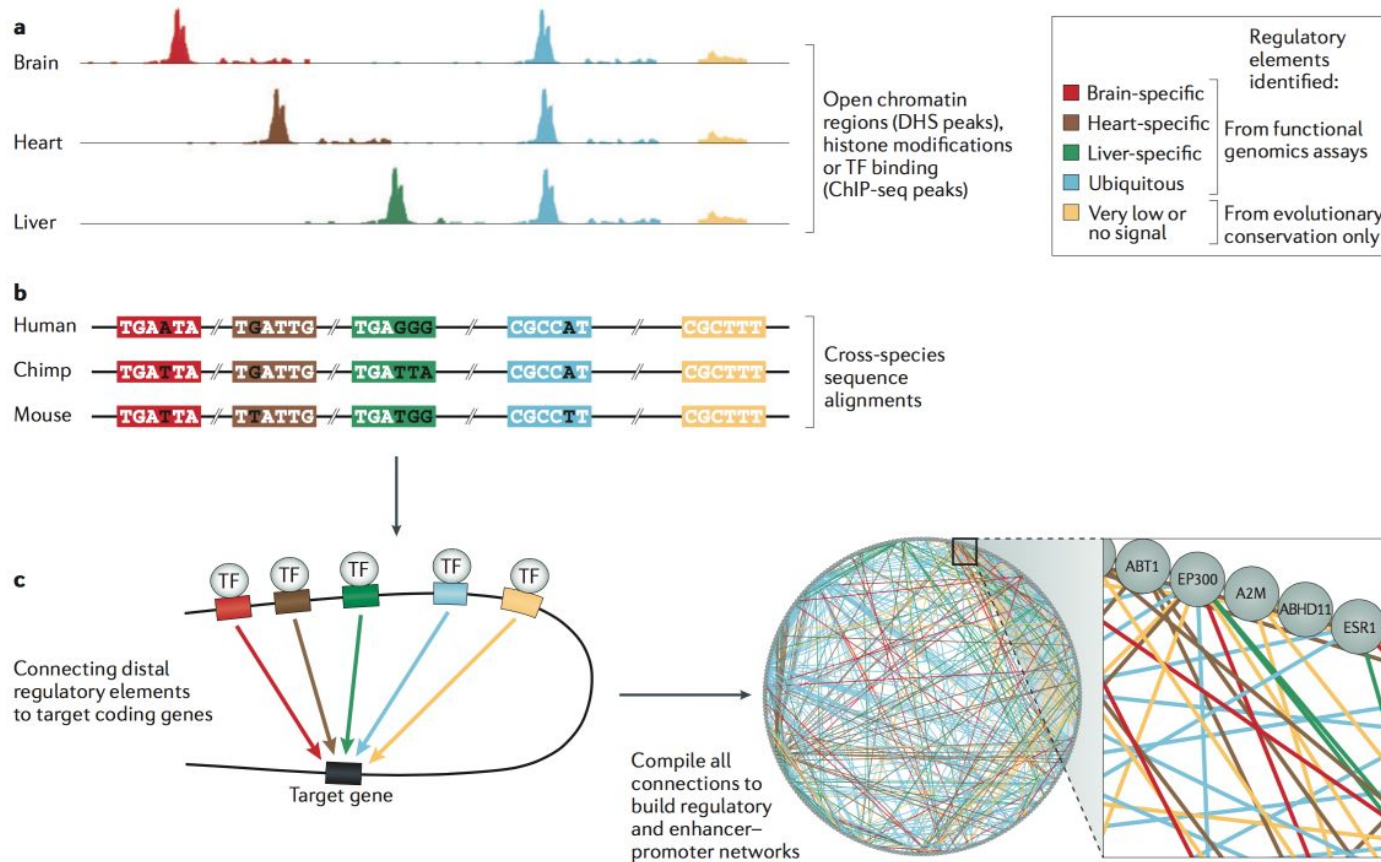 a
Brain
Heart
Liver
Open chromatin
regions (DHS peaks),
histone modifications
or TF binding
(ChIP-seq peaks)
Regulatory
elements
identified:
Brain-specific
Heart-specific
Liver-specific
Ubiquitous
Very low or
no signal
From functional
genomics assays
From evolutionary
conservation only
b
Human TGAATA // TGATTG // TGAGGG // CGCCAT // CGCTTT
Chimp TGATTA // TGATTG // TGATTA // CGCCAT // CGCTTT
Mouse TGATTA // TTATTG // TGATGG // CGCCTT // CGCTTT
Cross-species
sequence
alignments
c
TF TF TF TF TF
Connecting distal
regulatory elements
to target coding genes
Target gene
Compile all
connections to
build regulatory
and enhancer–
promoter networks
ABT1
EP300
A2M
ABHD11
ESR1